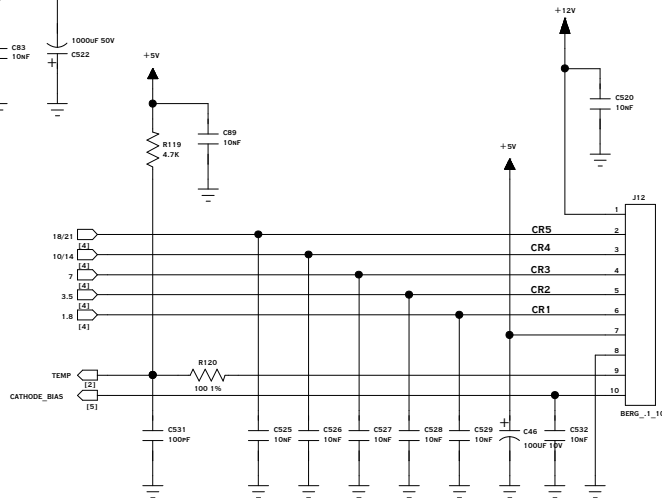 +12V
C83
10NF
1000UF 50V
C522
+
+5V
C520
10NF
R119
4.7K
C89
10NF
+5V
J12
1
18/21
[4]
CR5
2
10/14
[4]
CR4
3
7
[4]
CR3
4
3.5
[4]
CR2
5
1.8
[4]
CR1
6
7
8
R120
100 1%
TEMP
[2]
9
CATHODE_BIAS
[5]
10
BERG_.1_10
C531
100PF
C525
10NF
C526
10NF
C527
10NF
C528
10NF
C529
10NF
+
C46
100UF 10V
C532
10NF